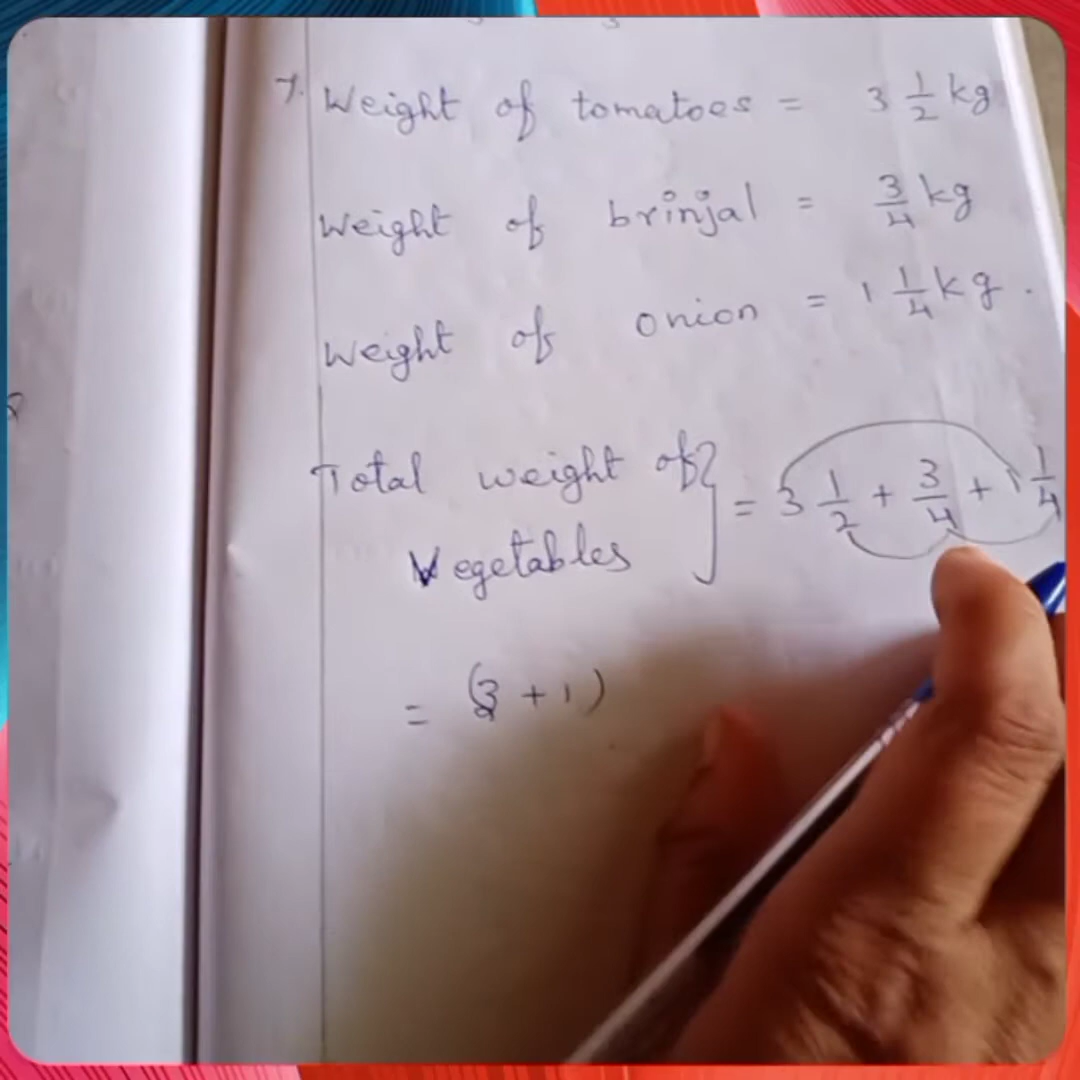 7. Weight of tomatoes = 3 1/2 kg
Weight of brinjal = 3/4 kg
Weight of onion = 1 1/4 kg.
Total weight of Vegetables } = 3 1/2 + 3/4 + 1 1/4
= (3 + 1)